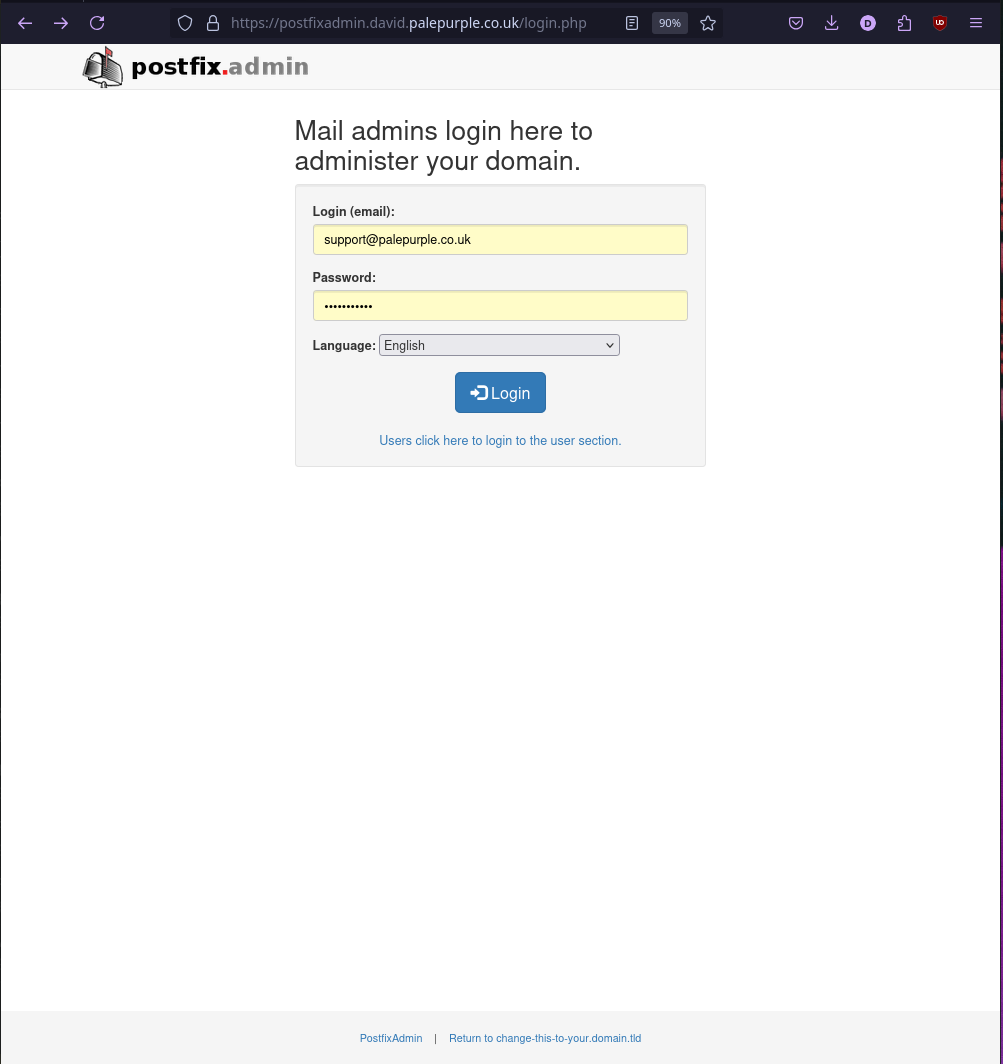 https://postfixadmin.david.palepurple.co.uk/login.php
90%
D
postfix.admin
Mail admins login here to
administer your domain.
Login (email):
support@palepurple.co.uk
Password:
•••••••••••
Language: English
Login
Users click here to login to the user section.
PostfixAdmin | Return to change-this-to-your.domain.tld